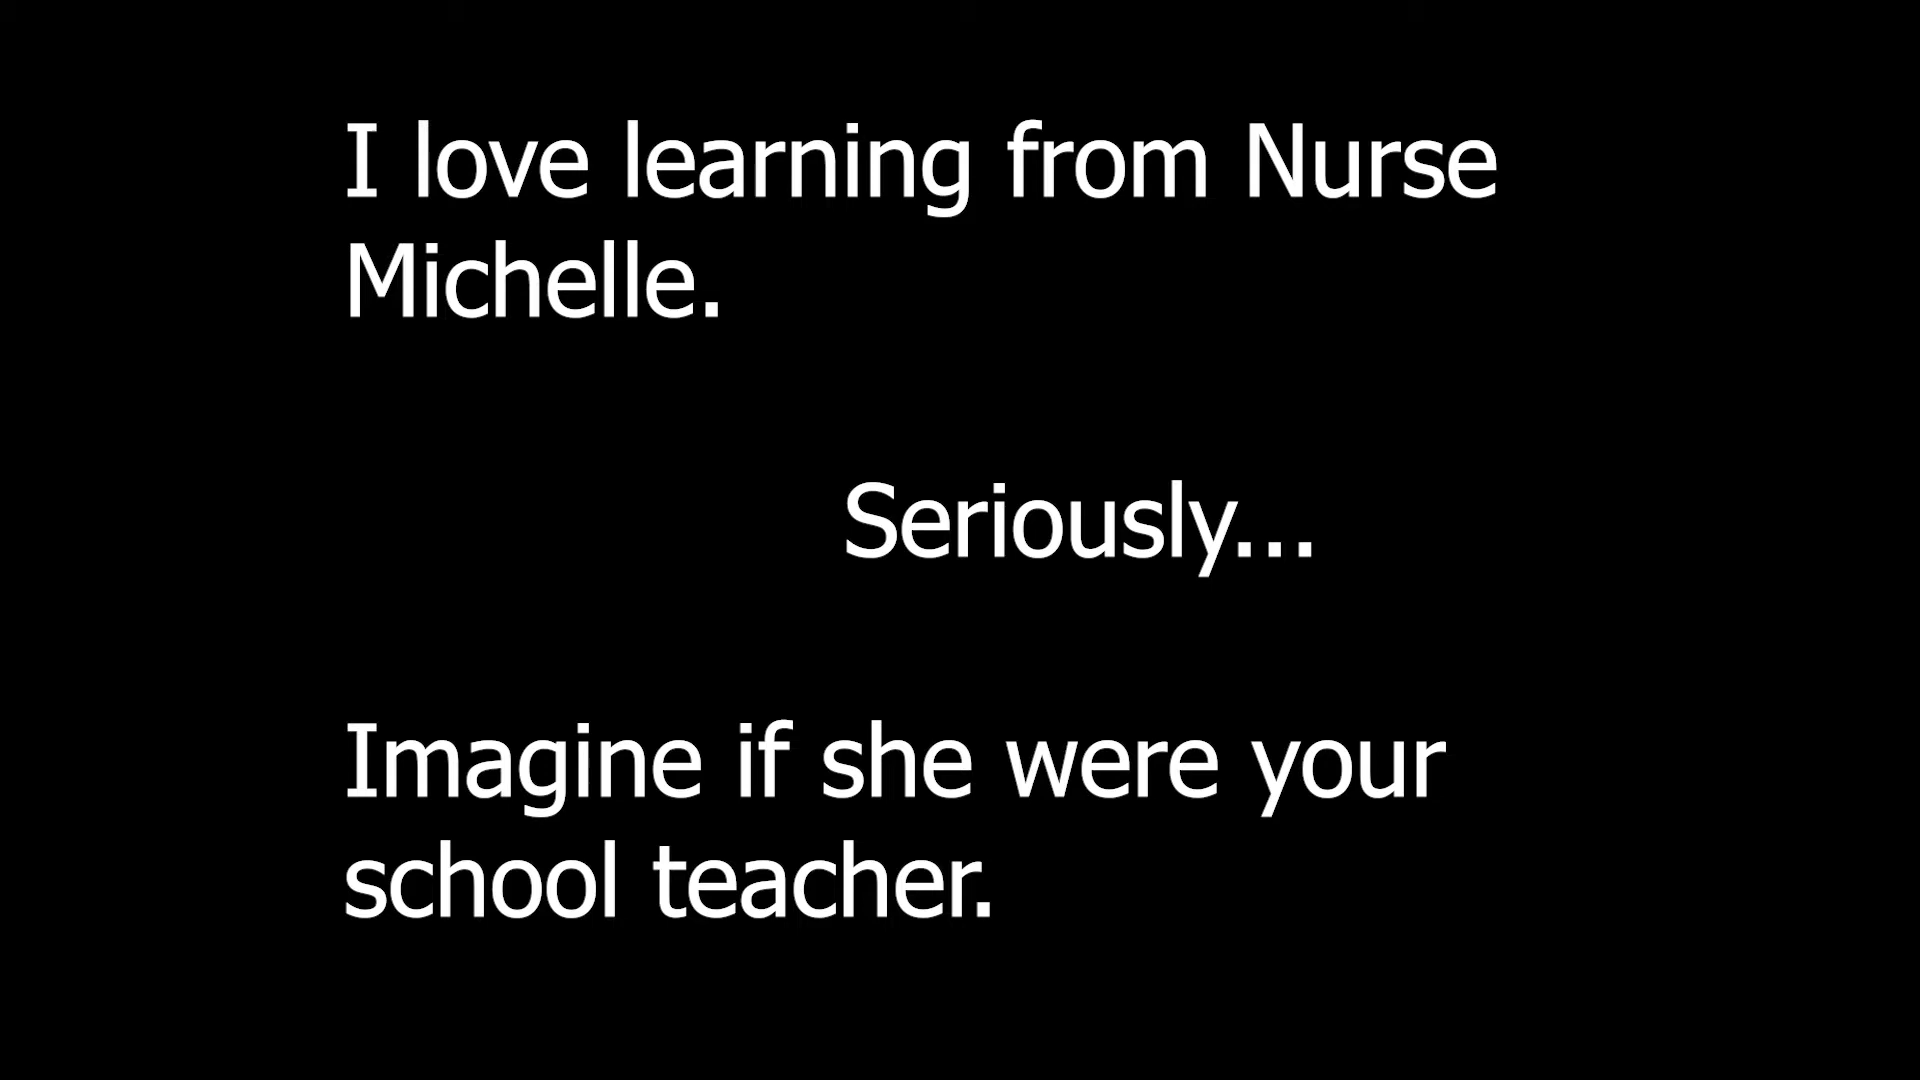 I love learning from Nurse
Michelle.
Seriously...
Imagine if she were your
school teacher.